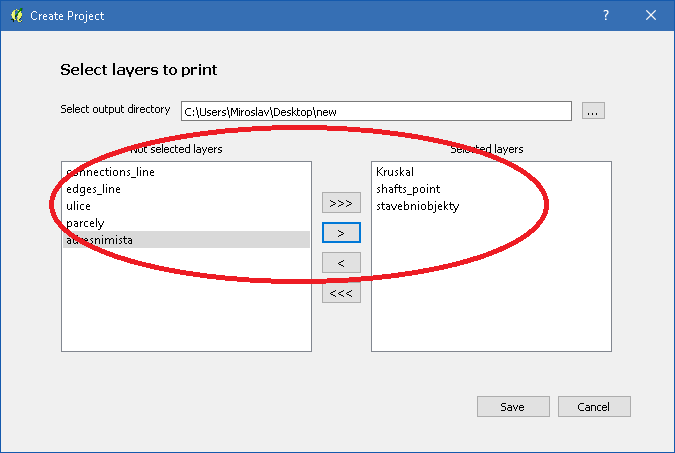 Create Project
? ×
Select layers to print
Select output directory C:\Users\Miroslav\Desktop\new ...
Not selected layers
Selected layers
connections_line
edges_line
ulice
parcely
adresnimista
>>>
>
<
<<<
Kruskal
shafts_point
stavebniobjekty
Save
Cancel